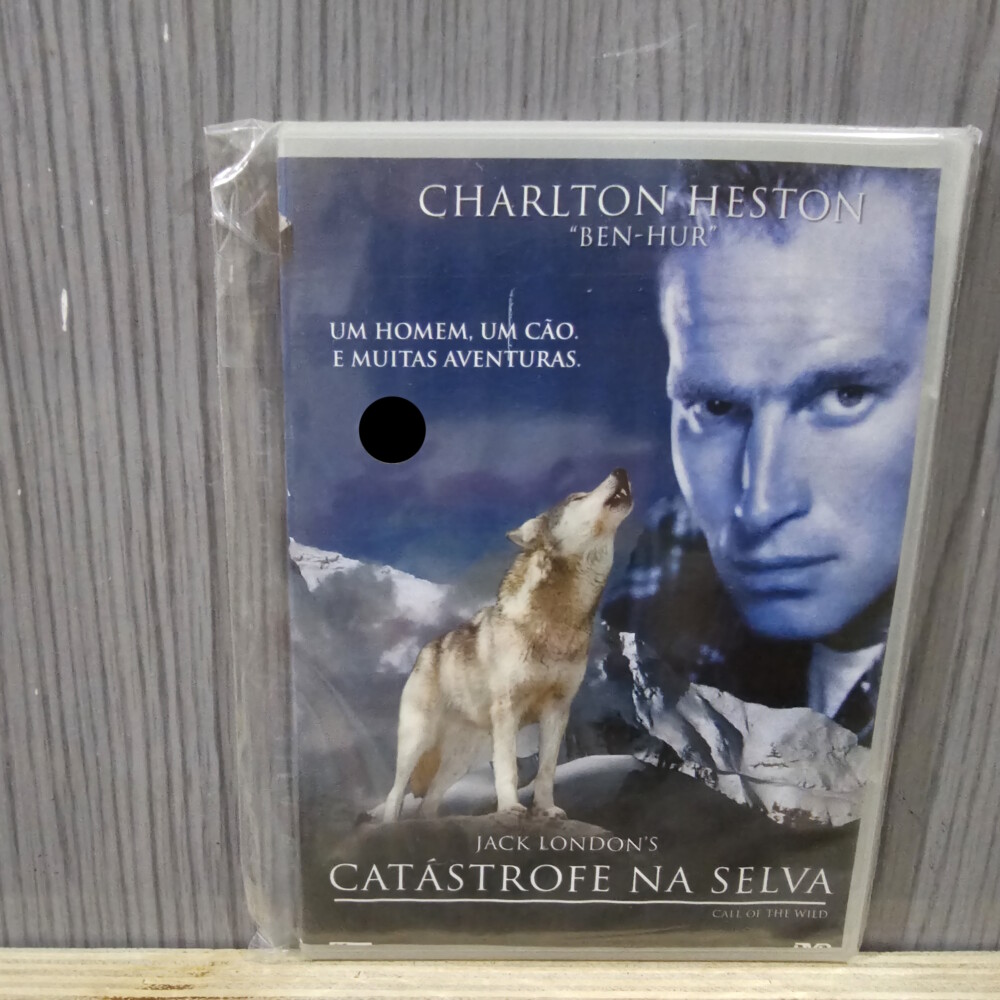 CHARLTON HESTON
"BEN-HUR"
UM HOMEM, UM CÃO.
E MUITAS AVENTURAS.
JACK LONDON'S
CATÁSTROFE NA SELVA
CALL OF THE WILD